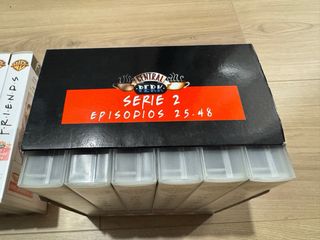 CENTRAL
PERK
SERIE 2
EPISODIOS 25.48
FRIENDS